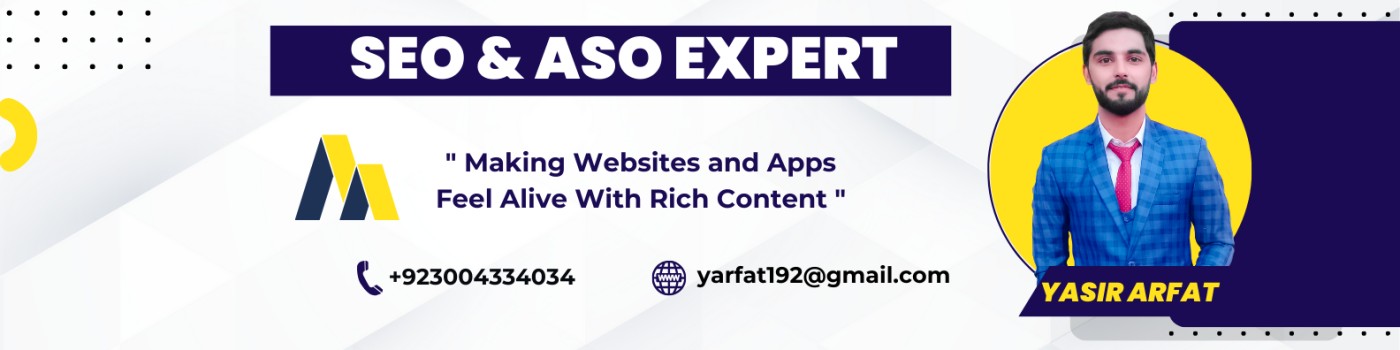 SEO & ASO EXPERT
" Making Websites and Apps
Feel Alive With Rich Content "
+923004334034
www
yarfat192@gmail.com
YASIR ARFAT